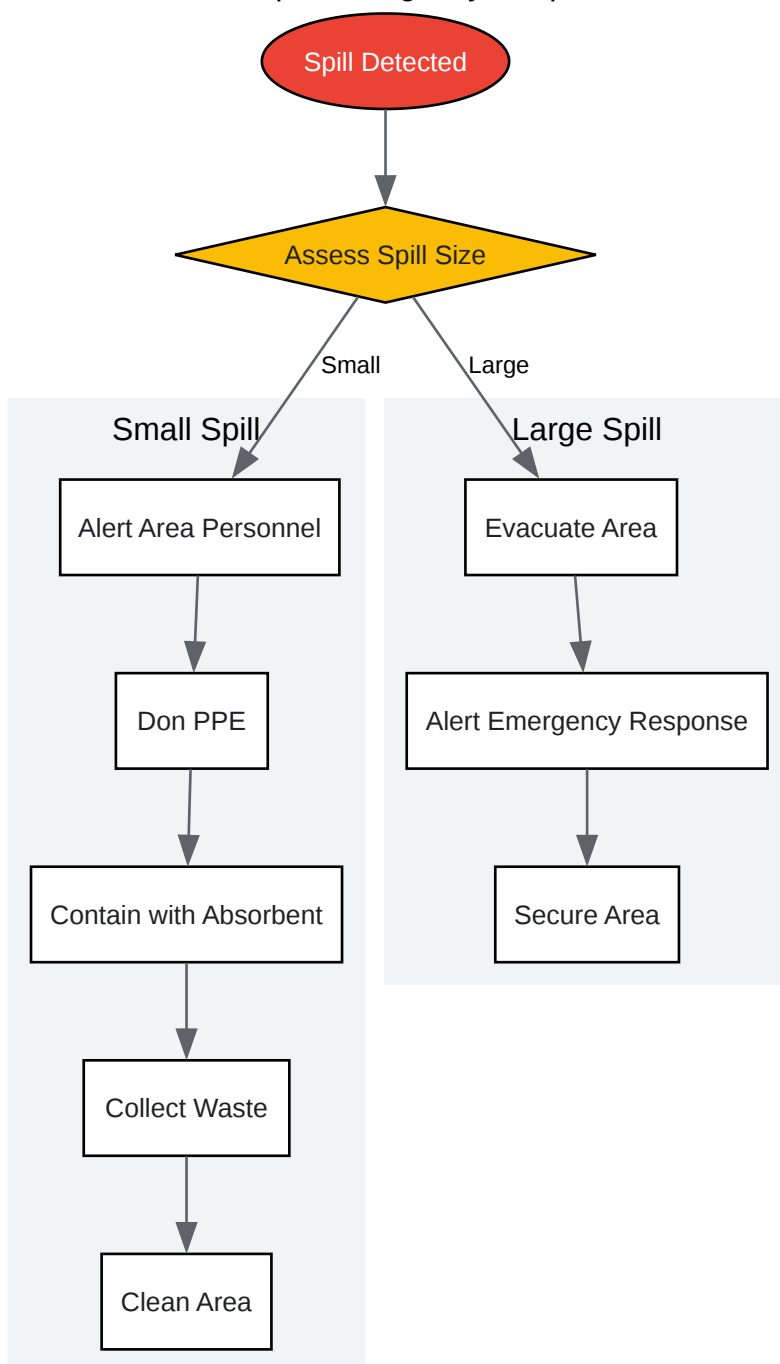 Spill Detected
Assess Spill Size
Small
Large
Small Spill
Large Spill
Alert Area Personnel
Evacuate Area
Don PPE
Alert Emergency Response
Contain with Absorbent
Secure Area
Collect Waste
Clean Area